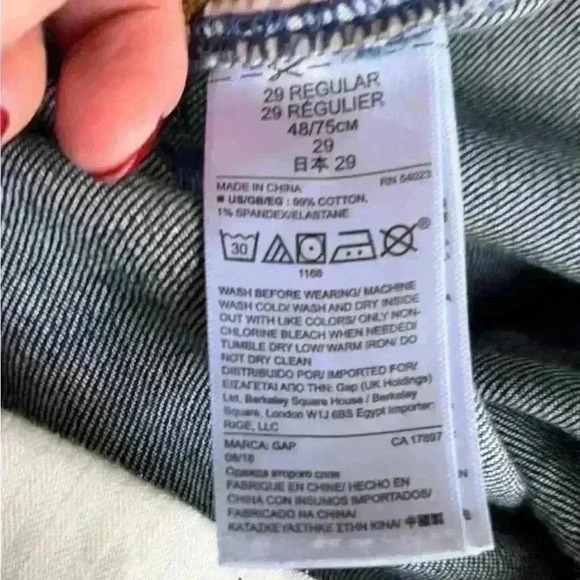 29 REGULAR
29 RÉGULIER
48/75CM
29
日本 29
RN 54023
MADE IN CHINA
■ US/GB/EG : 99% COTTON,
1% SPANDEX/ELASTANE
30
1168
WASH BEFORE WEARING/ MACHINE
WASH COLD/ WASH AND DRY INSIDE
OUT WITH LIKE COLORS/ ONLY NON-
CHLORINE BLEACH WHEN NEEDED/
TUMBLE DRY LOW/ WARM IRON/ DO
NOT DRY CLEAN
DISTRIBUIDO POR/ IMPORTED FOR/
ΕΙΣΑΓΕΤΑΙ ΑΠΟ ΤΗΝ: Gap (UK Holdings)
Ltd, Berkeley Square House / Berkeley
Square, London W1J 6BS Egypt Importer:
RIGE, LLC
MARCA: GAP CA 17897
08/18
Одежда второго слоя
FABRIQUE EN CHINE/ HECHO EN
CHINA CON INSUMOS IMPORTADOS/
FABRICADO NA CHINA/
ΚΑΤΑΣΚΕΥΑΣΤΗΚΕ ΣΤΗΝ ΚΙΝΑ/ 中國製